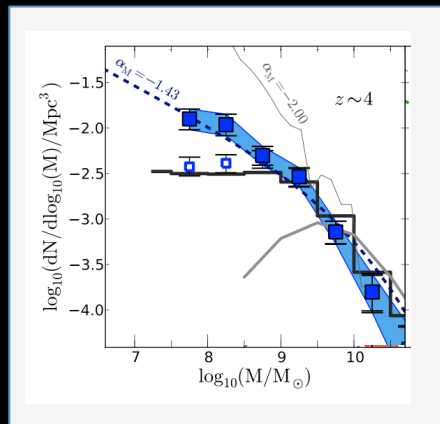 α_M=−1.43
α_M=−2.00
z~4
−1.5
−2.0
−2.5
−3.0
−3.5
−4.0
log₁₀(dN/dlog₁₀(M)/Mpc³)
7 8 9 10
log₁₀(M/M⊙)